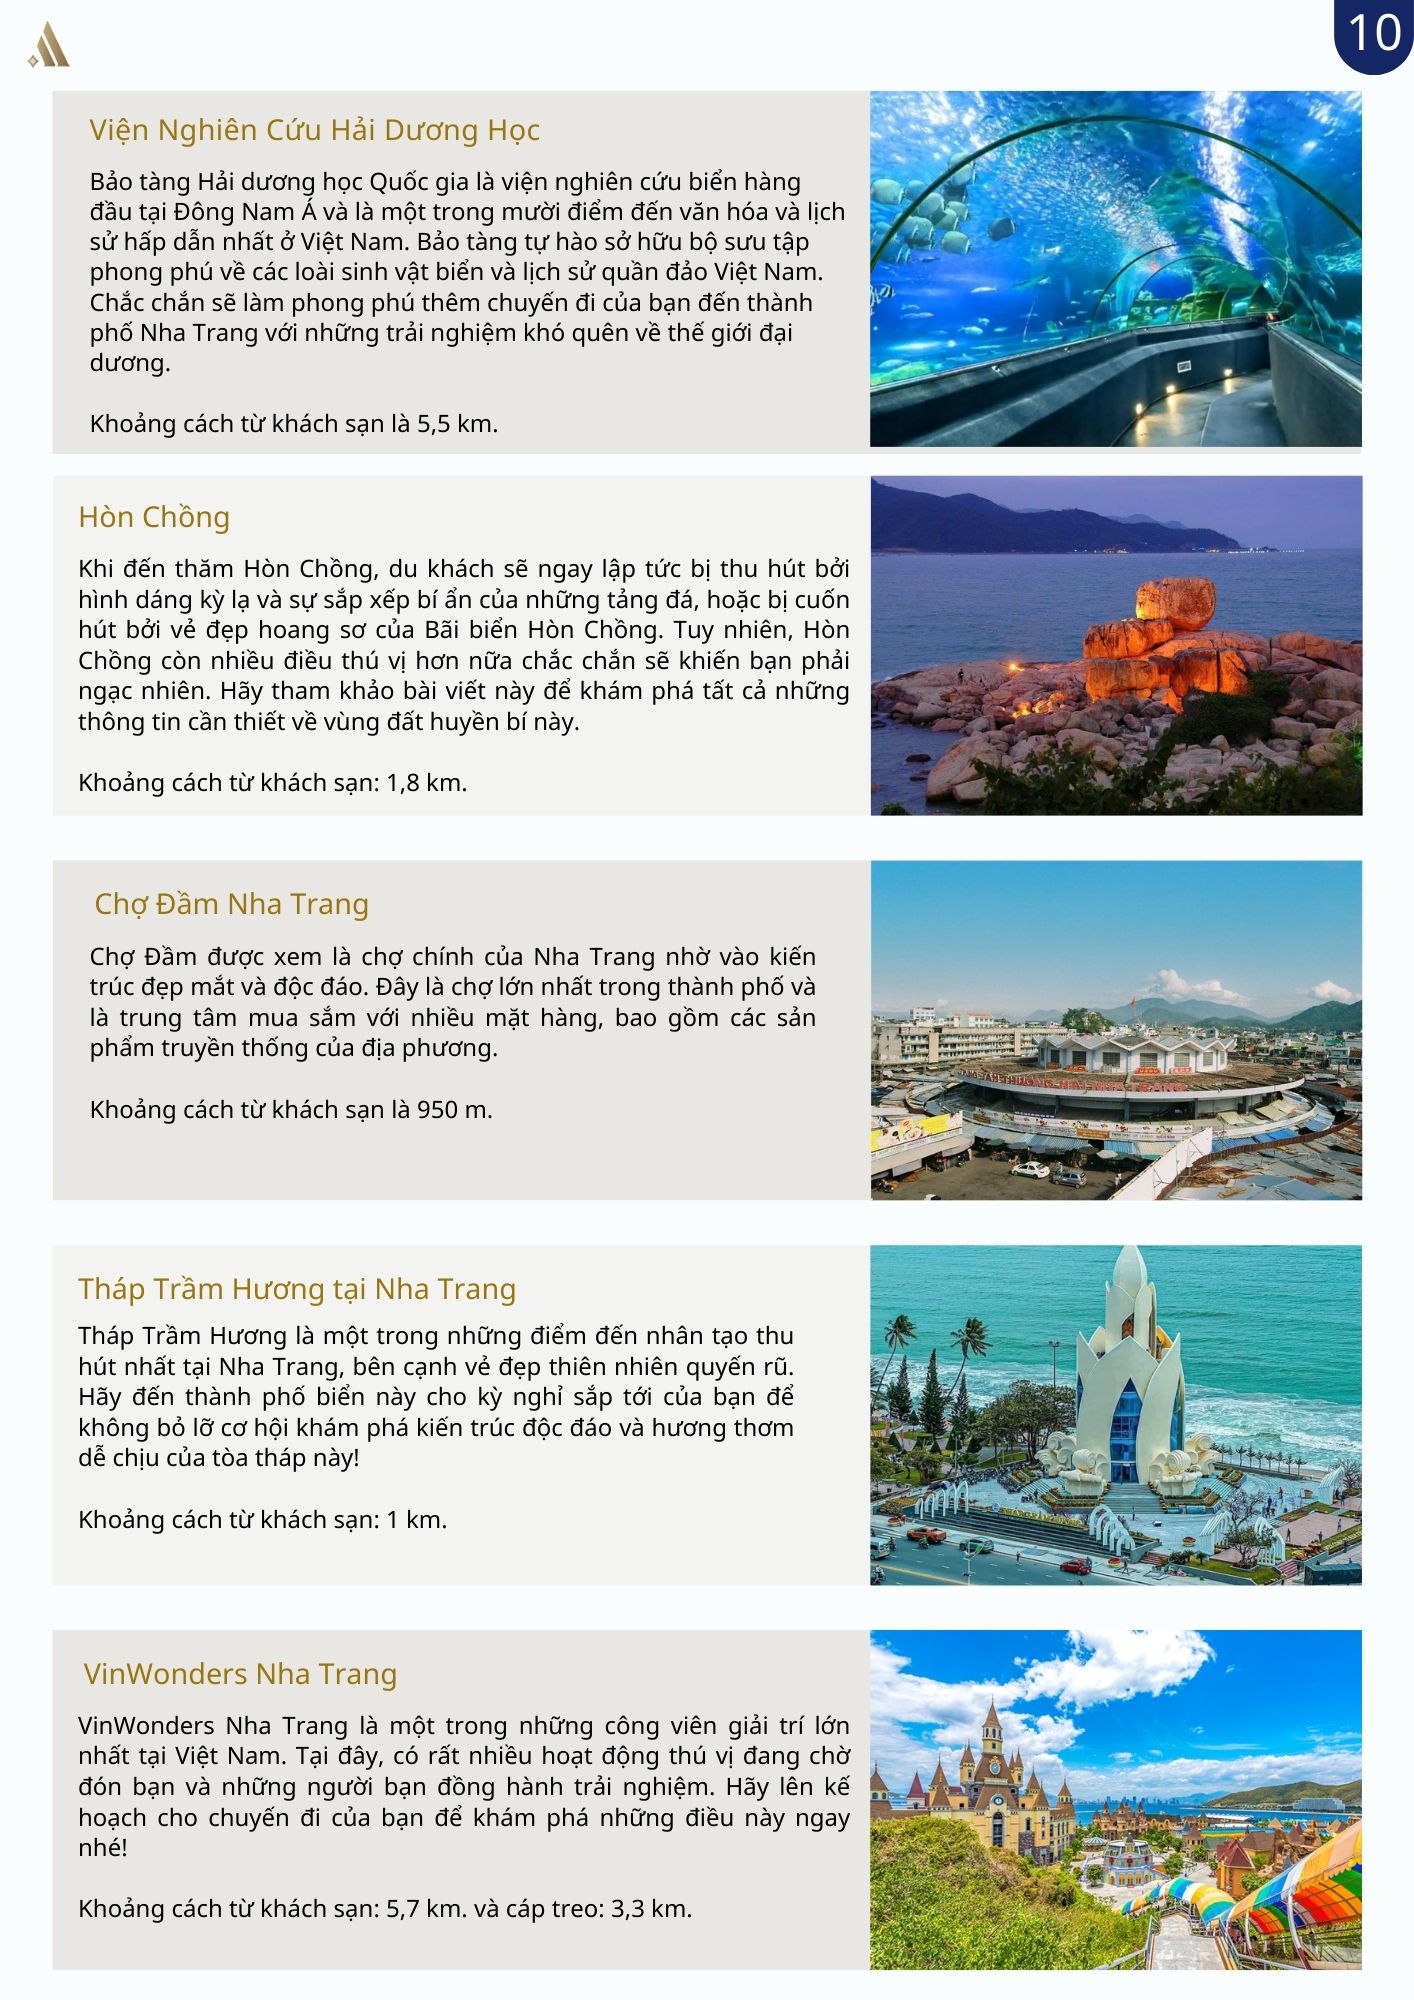 10
Viện Nghiên Cứu Hải Dương Học
Bảo tàng Hải dương học Quốc gia là viện nghiên cứu biển hàng
đầu tại Đông Nam Á và là một trong mười điểm đến văn hóa và lịch
sử hấp dẫn nhất ở Việt Nam. Bảo tàng tự hào sở hữu bộ sưu tập
phong phú về các loài sinh vật biển và lịch sử quần đảo Việt Nam.
Chắc chắn sẽ làm phong phú thêm chuyến đi của bạn đến thành
phố Nha Trang với những trải nghiệm khó quên về thế giới đại
dương.
Khoảng cách từ khách sạn là 5,5 km.
Hòn Chồng
Khi đến thăm Hòn Chồng, du khách sẽ ngay lập tức bị thu hút bởi
hình dáng kỳ lạ và sự sắp xếp bí ẩn của những tảng đá, hoặc bị cuốn
hút bởi vẻ đẹp hoang sơ của Bãi biển Hòn Chồng. Tuy nhiên, Hòn
Chồng còn nhiều điều thú vị hơn nữa chắc chắn sẽ khiến bạn phải
ngạc nhiên. Hãy tham khảo bài viết này để khám phá tất cả những
thông tin cần thiết về vùng đất huyền bí này.
Khoảng cách từ khách sạn: 1,8 km.
Chợ Đầm Nha Trang
Chợ Đầm được xem là chợ chính của Nha Trang nhờ vào kiến
trúc đẹp mắt và độc đáo. Đây là chợ lớn nhất trong thành phố và
là trung tâm mua sắm với nhiều mặt hàng, bao gồm các sản
phẩm truyền thống của địa phương.
Khoảng cách từ khách sạn là 950 m.
Tháp Trầm Hương tại Nha Trang
Tháp Trầm Hương là một trong những điểm đến nhân tạo thu
hút nhất tại Nha Trang, bên cạnh vẻ đẹp thiên nhiên quyến rũ.
Hãy đến thành phố biển này cho kỳ nghỉ sắp tới của bạn để
không bỏ lỡ cơ hội khám phá kiến trúc độc đáo và hương thơm
dễ chịu của tòa tháp này!
Khoảng cách từ khách sạn: 1 km.
VinWonders Nha Trang
VinWonders Nha Trang là một trong những công viên giải trí lớn
nhất tại Việt Nam. Tại đây, có rất nhiều hoạt động thú vị đang chờ
đón bạn và những người bạn đồng hành trải nghiệm. Hãy lên kế
hoạch cho chuyến đi của bạn để khám phá những điều này ngay
nhé!
Khoảng cách từ khách sạn: 5,7 km. và cáp treo: 3,3 km.